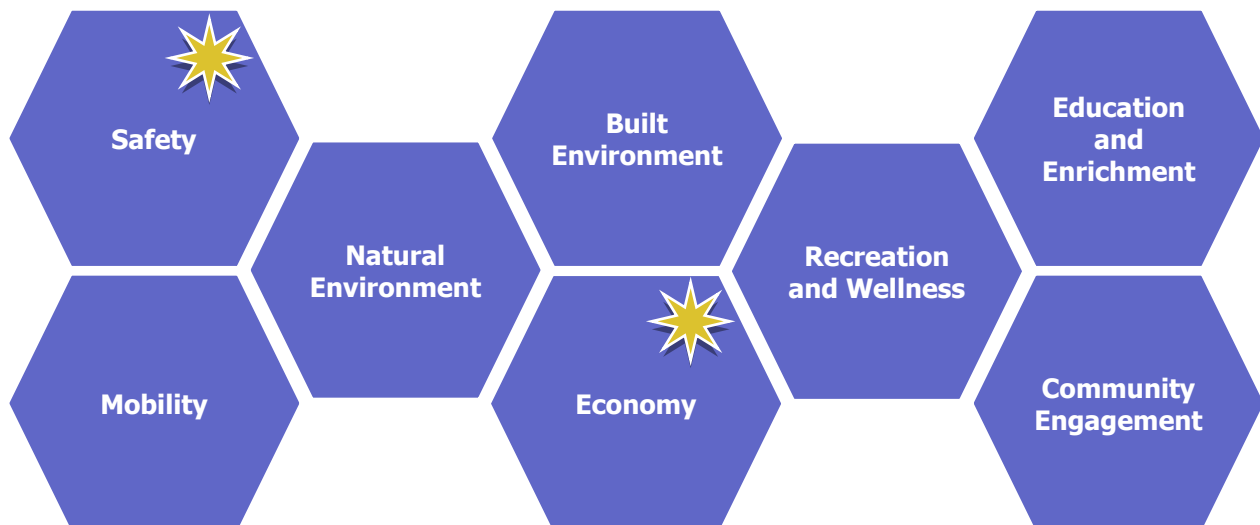 Safety
Mobility
Natural
Environment
Built
Environment
Economy
Recreation
and Wellness
Education
and
Enrichment
Community
Engagement